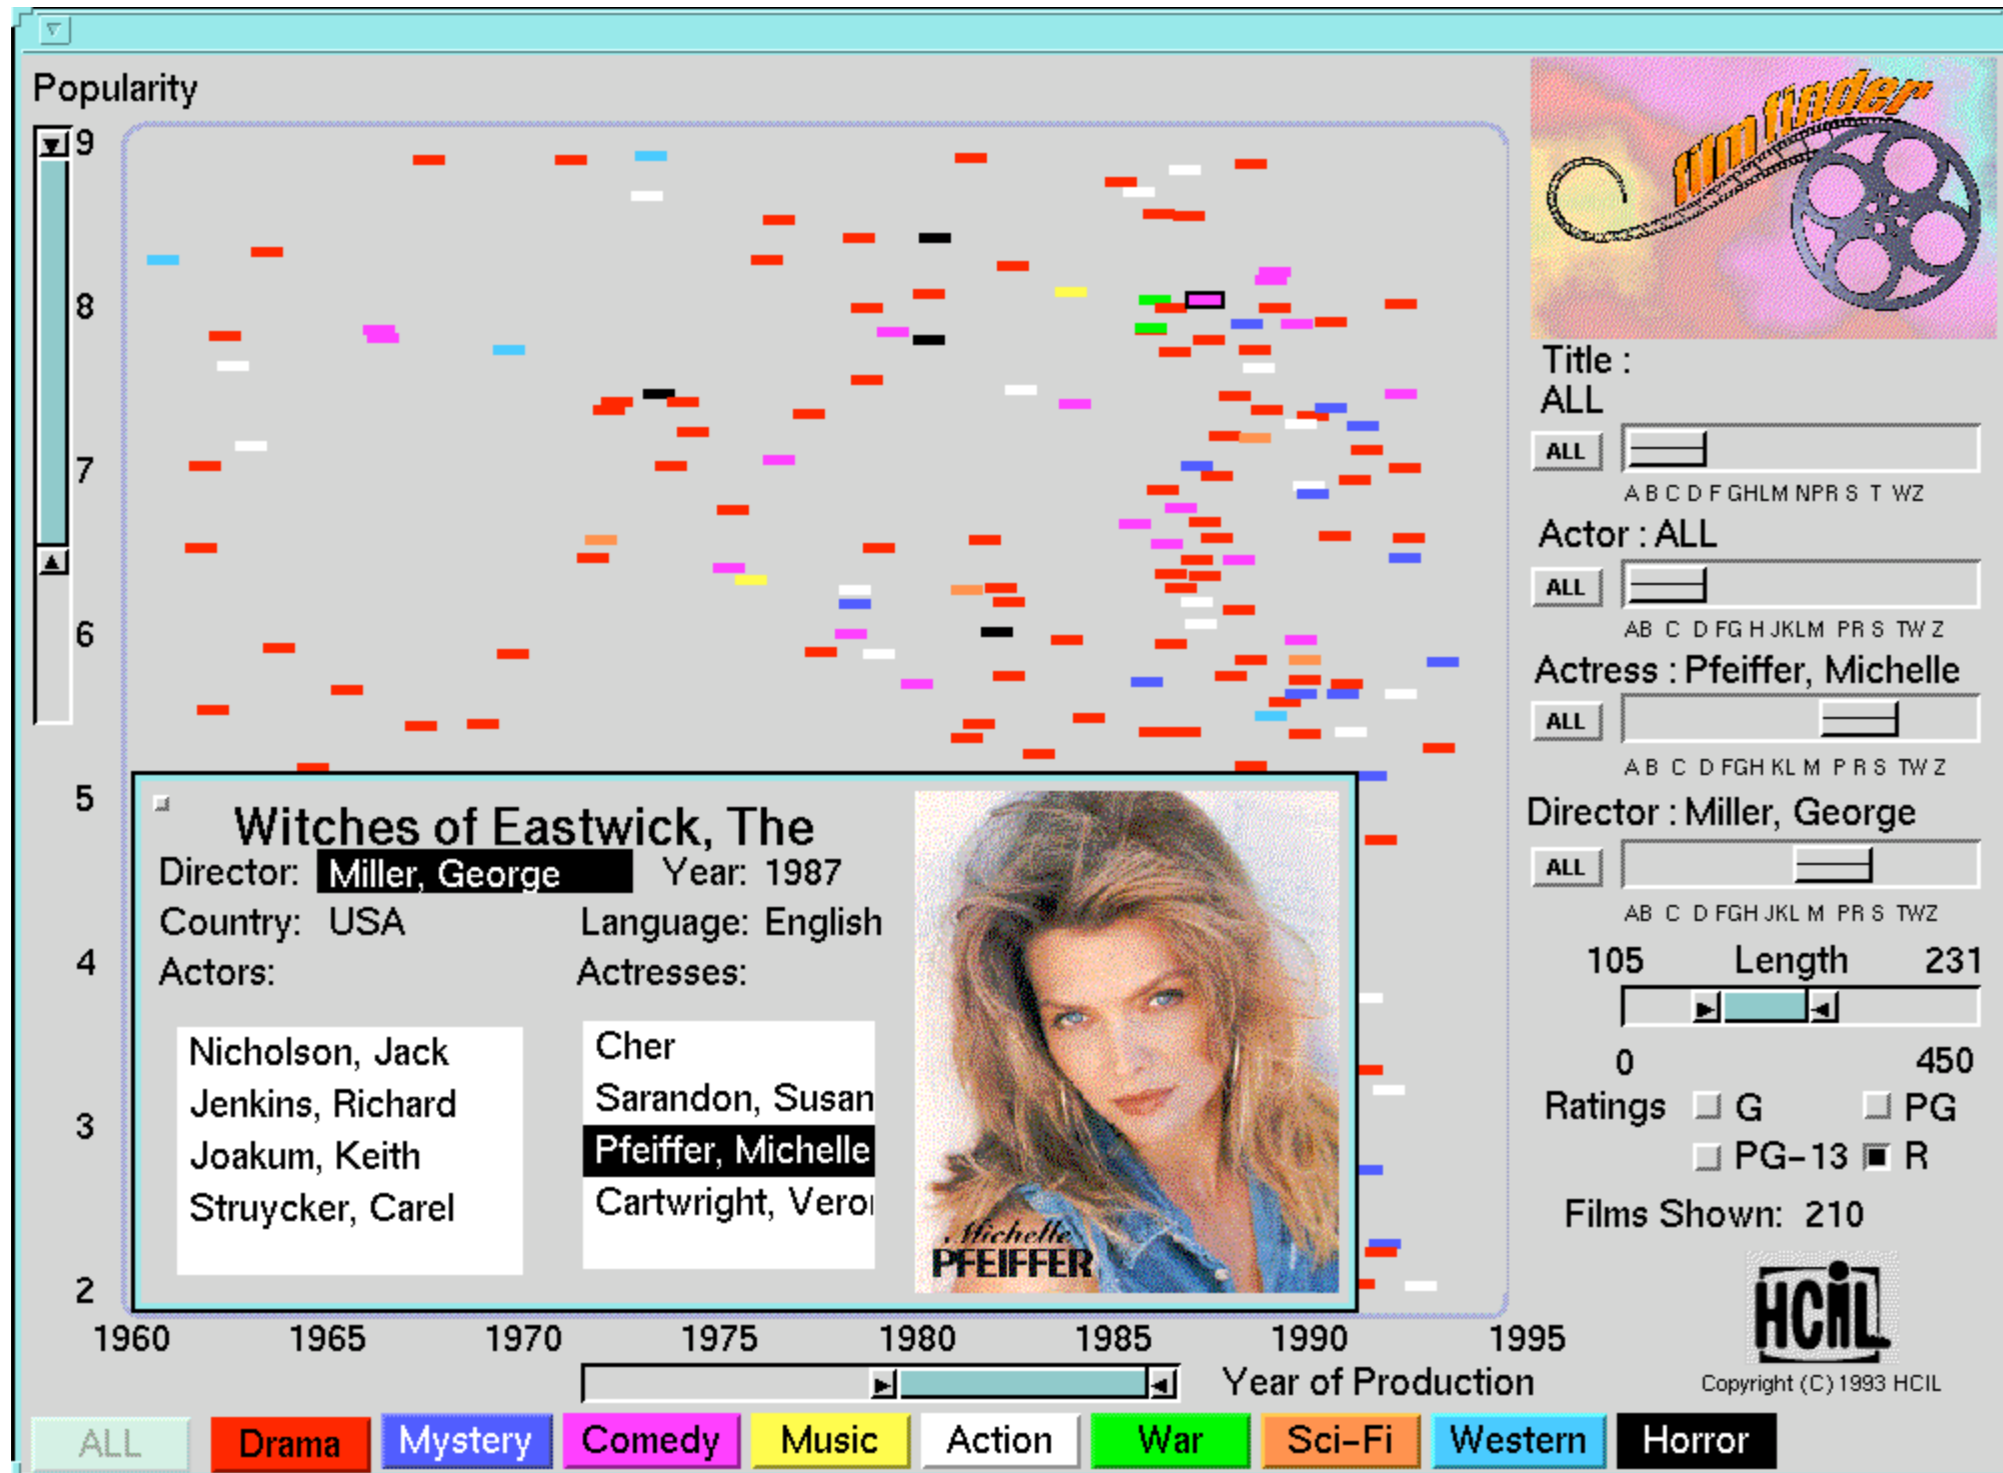 Popularity
9
8
7
6
5
4
3
2
film finder
Title :
ALL
ALL
A B C D F GHLM NPR S T WZ
Actor : ALL
ALL
AB C D FG H JKLM PR S TW Z
Actress : Pfeiffer, Michelle
ALL
A B C D FGH KL M P R S TW Z
Director : Miller, George
ALL
AB C D FGH JKL M PR S TWZ
105 Length 231
0 450
Ratings G PG
PG-13 R
Films Shown: 210
HCIL
Copyright (C) 1993 HCIL
Witches of Eastwick, The
Director: Miller, George Year: 1987
Country: USA Language: English
Actors: Actresses:
Nicholson, Jack
Jenkins, Richard
Joakum, Keith
Struycker, Carel
Cher
Sarandon, Susan
Pfeiffer, Michelle
Cartwright, Vero
Michelle
PFEIFFER
1960 1965 1970 1975 1980 1985 1990 1995
Year of Production
ALL Drama Mystery Comedy Music Action War Sci-Fi Western Horror